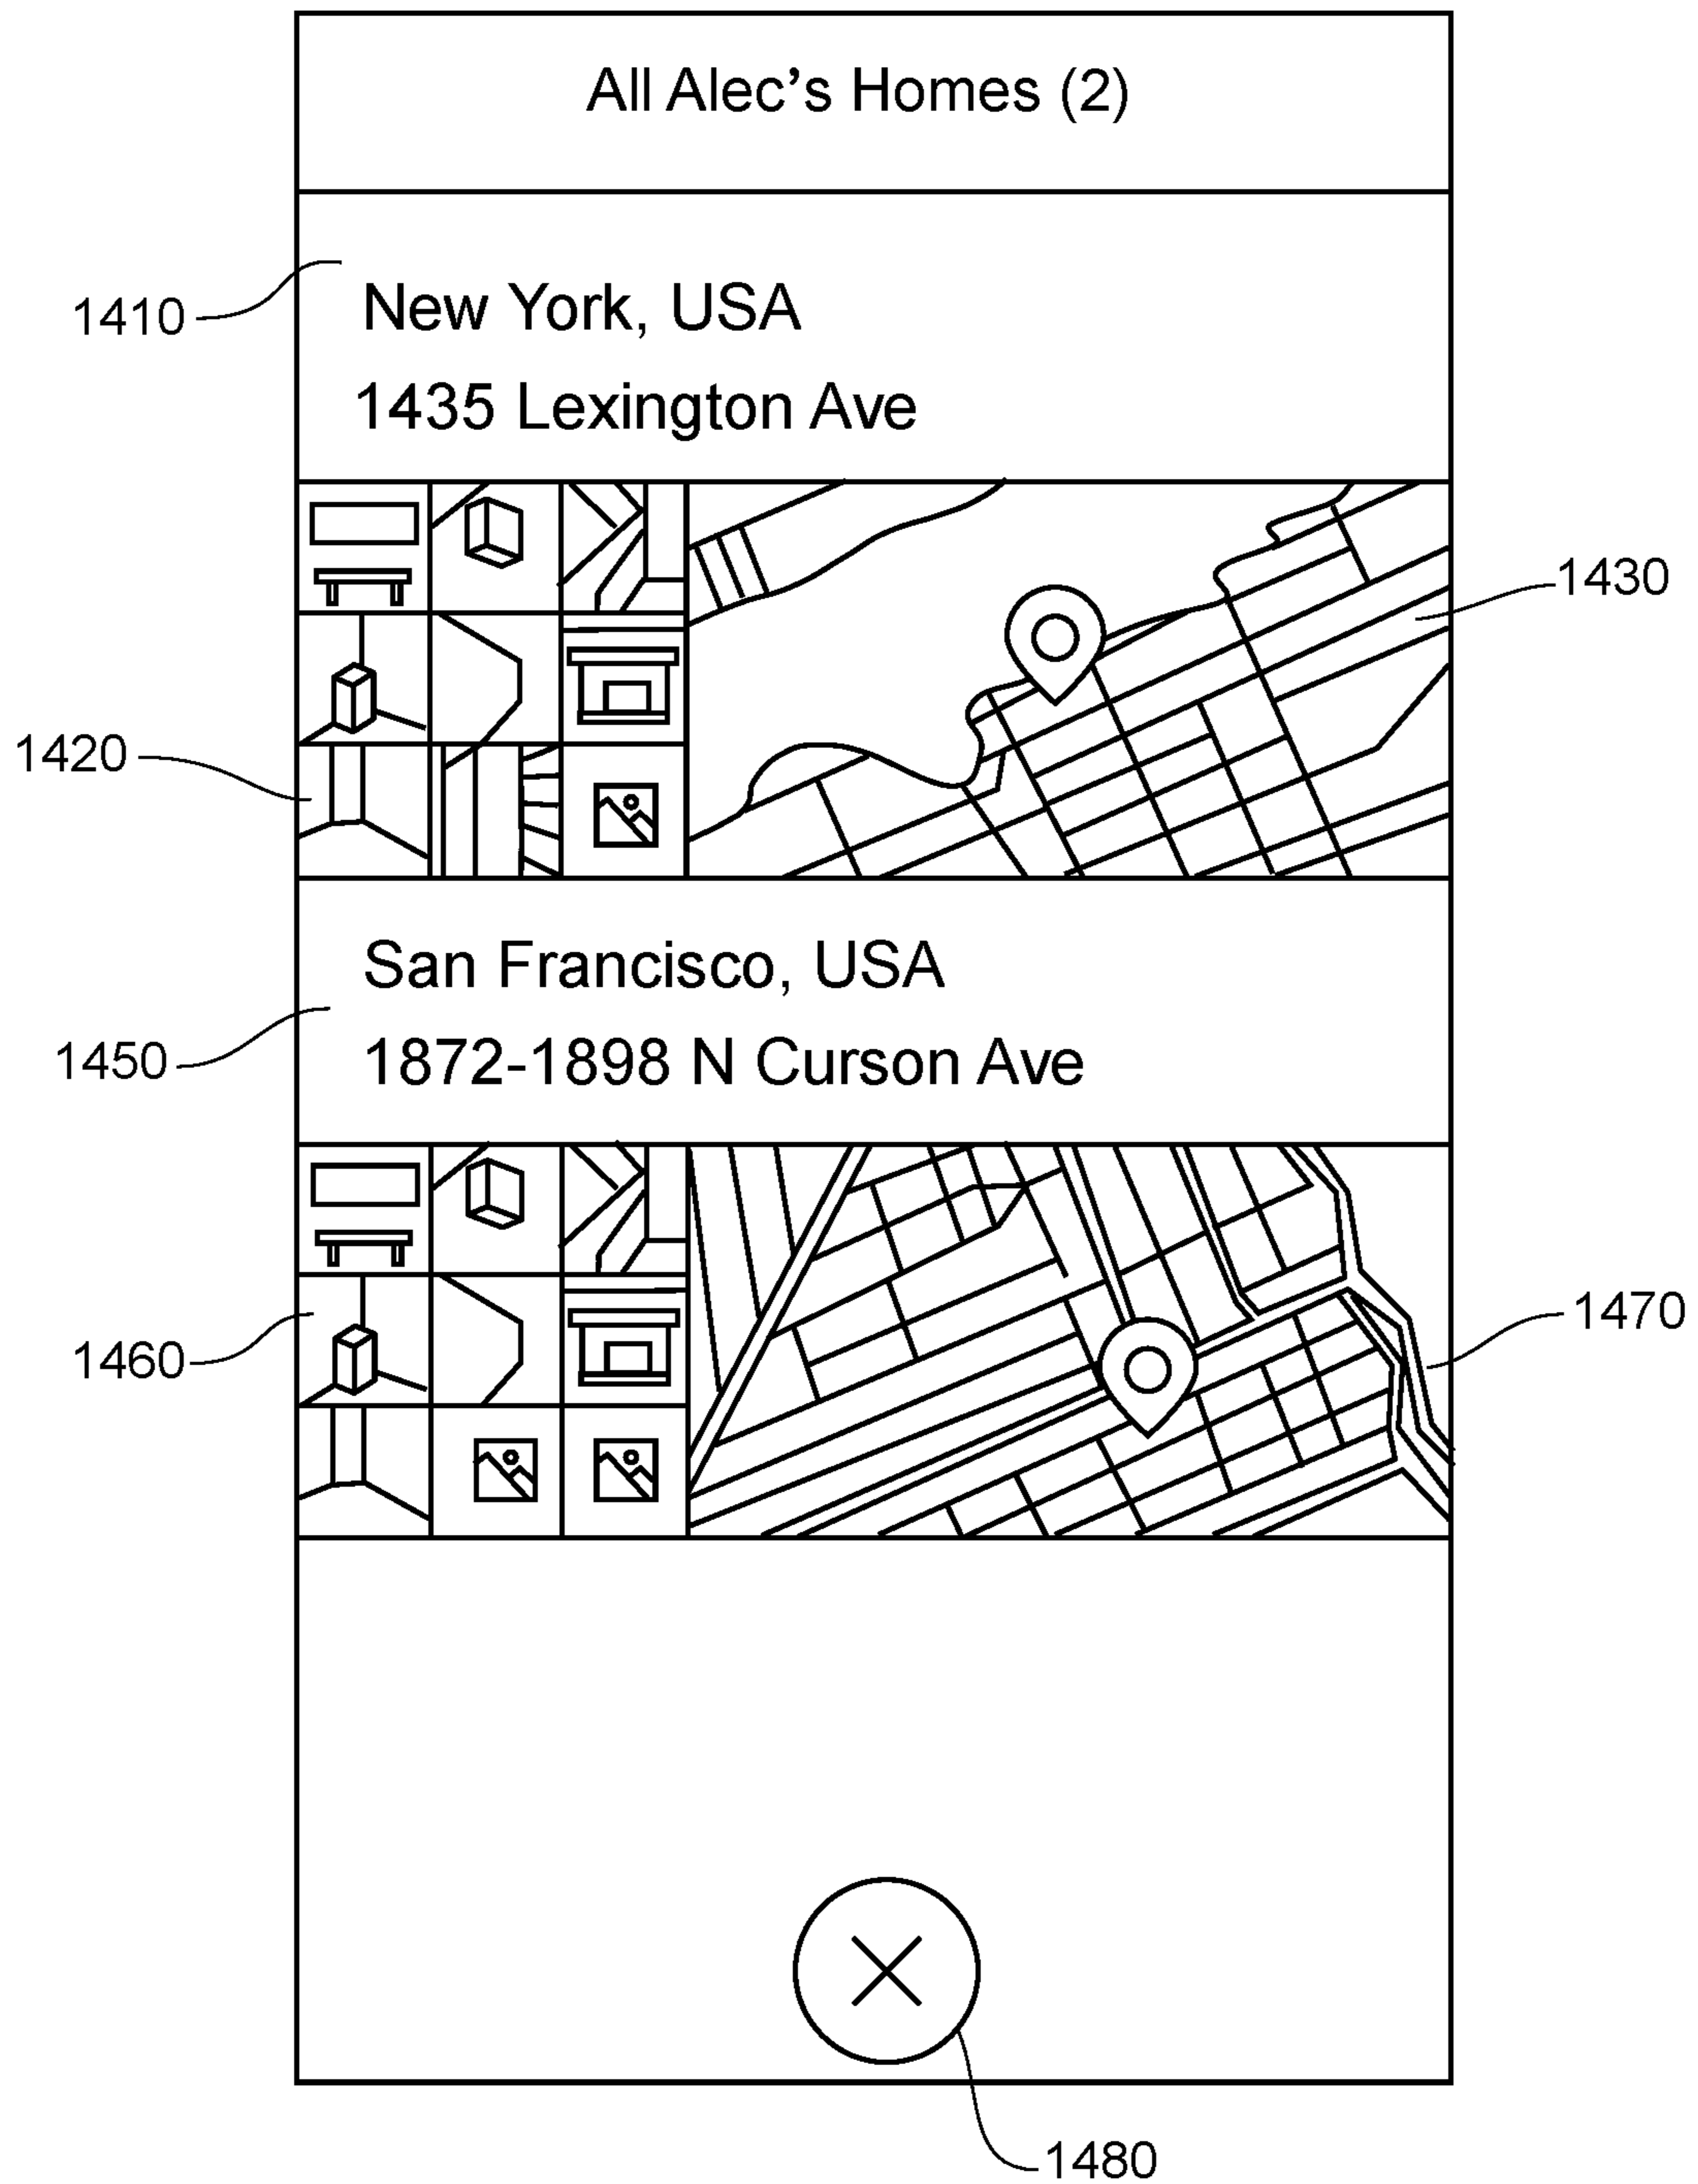 All Alec’s Homes (2)
1410
New York, USA
1435 Lexington Ave
1430
1420
San Francisco, USA
1450
1872-1898 N Curson Ave
1470
1460
1480